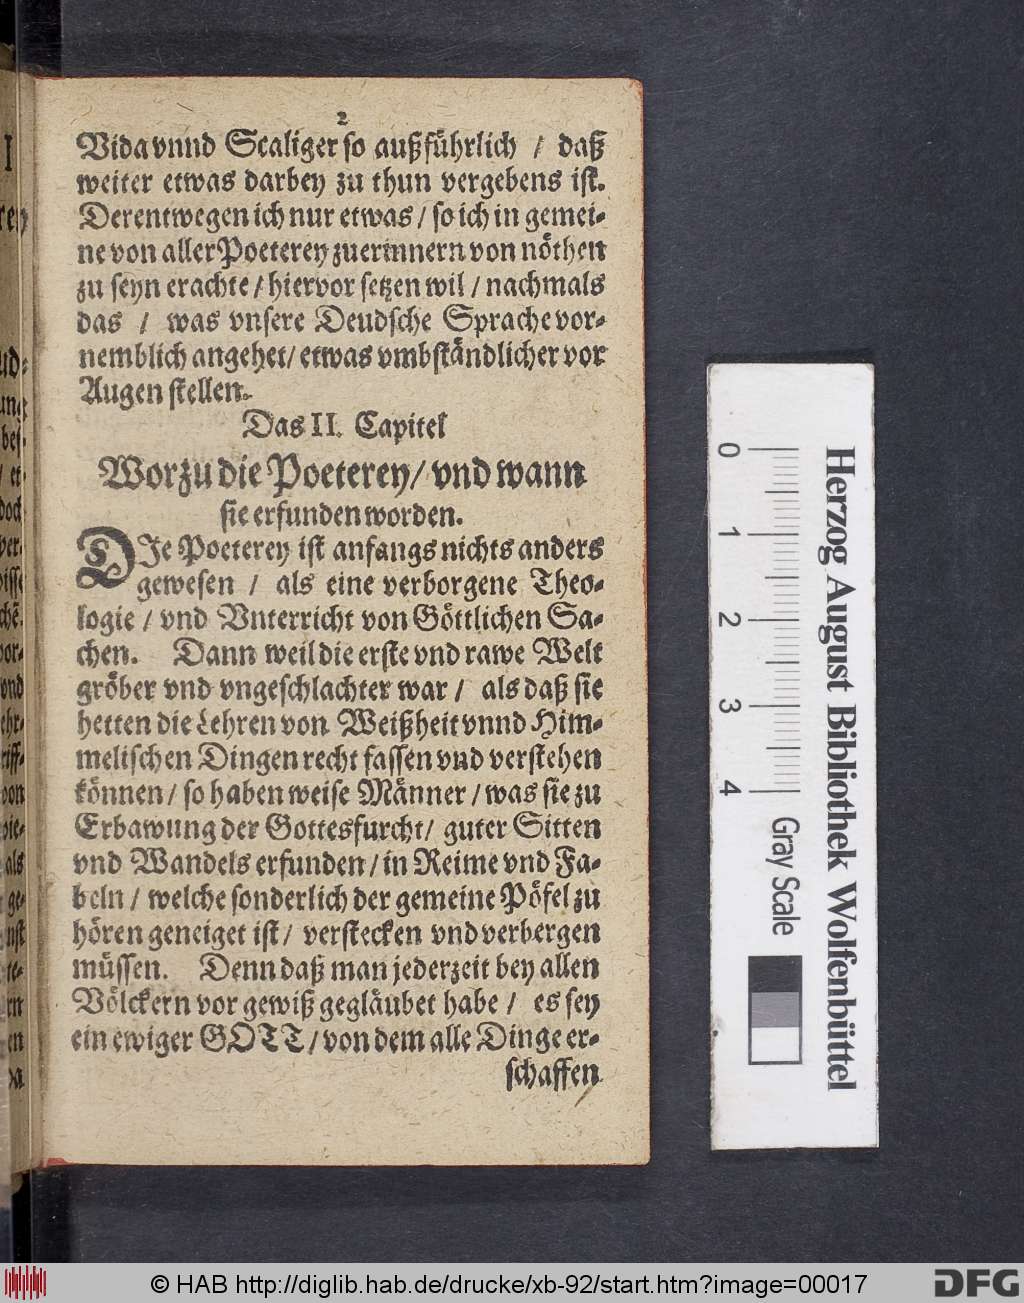 2
Vida vnnd Scaliger so außführlich / daß
weiter etwas darbey zu thun vergebens ist.
Derentwegen ich nur etwas / so ich in gemei-
ne von aller Poeterey zuerinnern von nöthen
zu seyn erachte / hiervor setzen wil / nachmals
das / was vnsere Deudsche Sprache vor-
nemblich angehet / etwas vmbständlicher vor
Augen stellen.
Das II. Capitel
Worzu die Poeterey / vnd wann
sie erfunden worden.
DJe Poeterey ist anfangs nichts anders
gewesen / als eine verborgene Theo-
logie / vnd Vnterricht von Göttlichen Sa-
chen. Dann weil die erste vnd rawe Welt
gröber vnd vngeschlachter war / als daß sie
hetten die Lehren von Weißheit vnnd Him-
melischen Dingen recht fassen vnd verstehen
können / so haben weise Männer / was sie zu
Erbawung der Gottesfurcht / guter Sitten
vnd Wandels erfunden / in Reime vnd Fa-
beln / welche sonderlich der gemeine Pöfel zu
hören geneiget ist / verstecken vnd verbergen
müssen. Denn daß man jederzeit bey allen
Völckern vor gewiß gegläubet habe / es sey
ein ewiger GOTT / von dem alle Dinge er-
schaffen
0 1 2 3 4
Gray Scale
Herzog August Bibliothek Wolfenbüttel
© HAB http://diglib.hab.de/drucke/xb-92/start.htm?image=00017
DFG